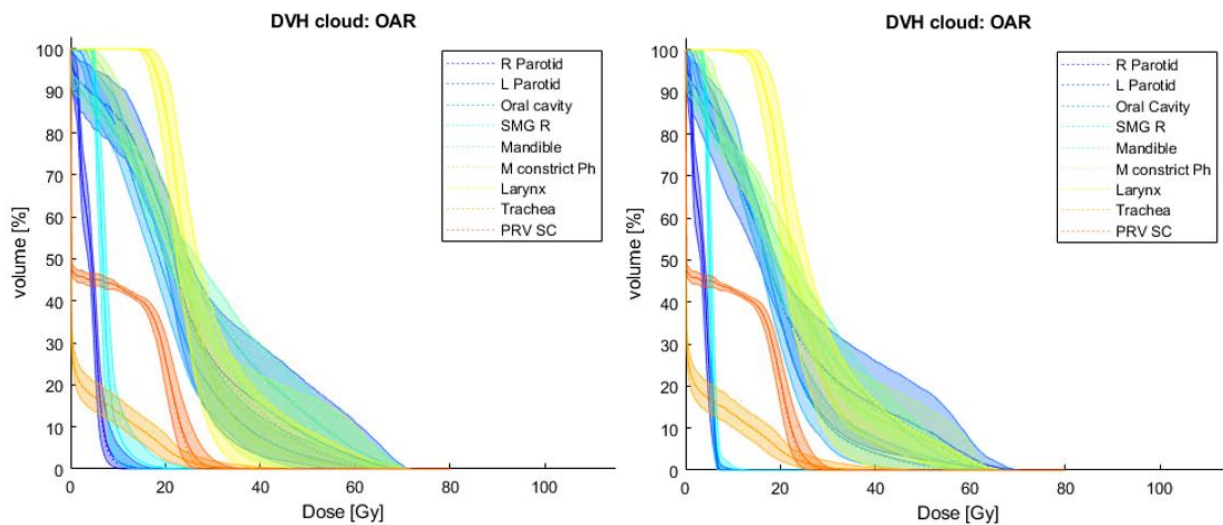 DVH cloud: OAR
100
90
80
70
60
50
40
30
20
10
0
volume [%]
0 20 40 60 80 100
Dose [Gy]
R Parotid
L Parotid
Oral cavity
SMG R
Mandible
M constrict Ph
Larynx
Trachea
PRV SC
DVH cloud: OAR
100
90
80
70
60
50
40
30
20
10
0
volume [%]
0 20 40 60 80 100
Dose [Gy]
R Parotid
L Parotid
Oral Cavity
SMG R
Mandible
M constrict Ph
Larynx
Trachea
PRV SC